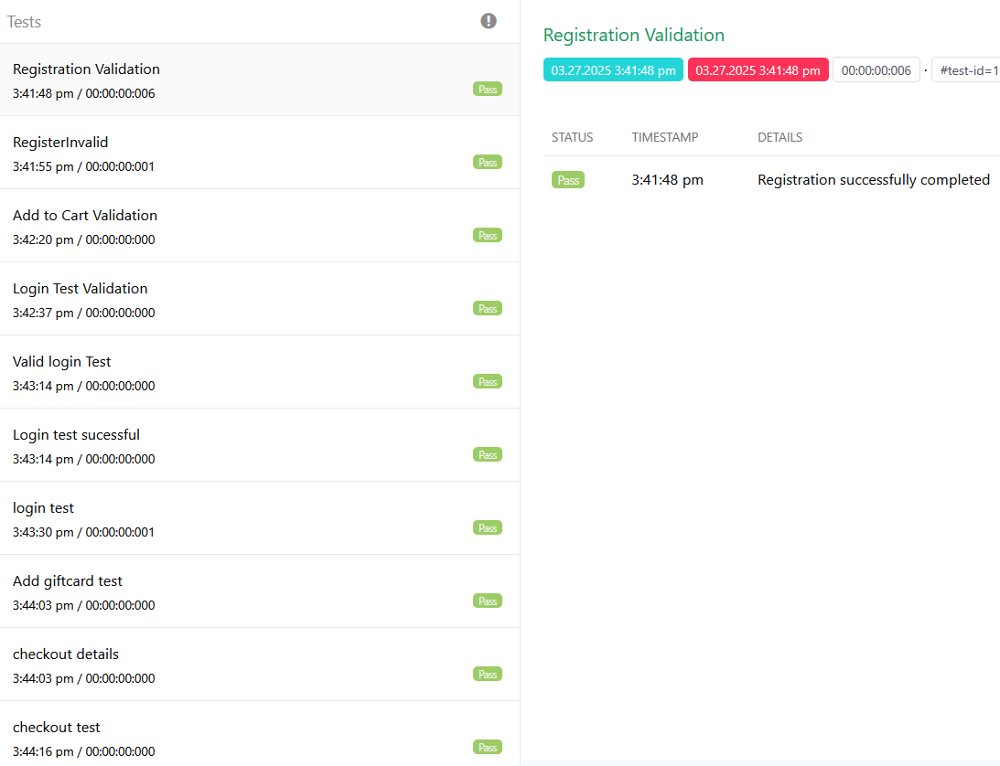 Tests
Registration Validation
3:41:48 pm / 00:00:00:006
Pass
RegisterInvalid
3:41:55 pm / 00:00:00:001
Pass
Add to Cart Validation
3:42:20 pm / 00:00:00:000
Pass
Login Test Validation
3:42:37 pm / 00:00:00:000
Pass
Valid login Test
3:43:14 pm / 00:00:00:000
Pass
Login test sucessful
3:43:14 pm / 00:00:00:000
Pass
login test
3:43:30 pm / 00:00:00:001
Pass
Add giftcard test
3:44:03 pm / 00:00:00:000
Pass
checkout details
3:44:03 pm / 00:00:00:000
Pass
checkout test
3:44:16 pm / 00:00:00:000
Pass
Registration Validation
03.27.2025 3:41:48 pm 03.27.2025 3:41:48 pm 00:00:00:006 · #test-id=1
STATUS TIMESTAMP DETAILS
Pass 3:41:48 pm Registration successfully completed